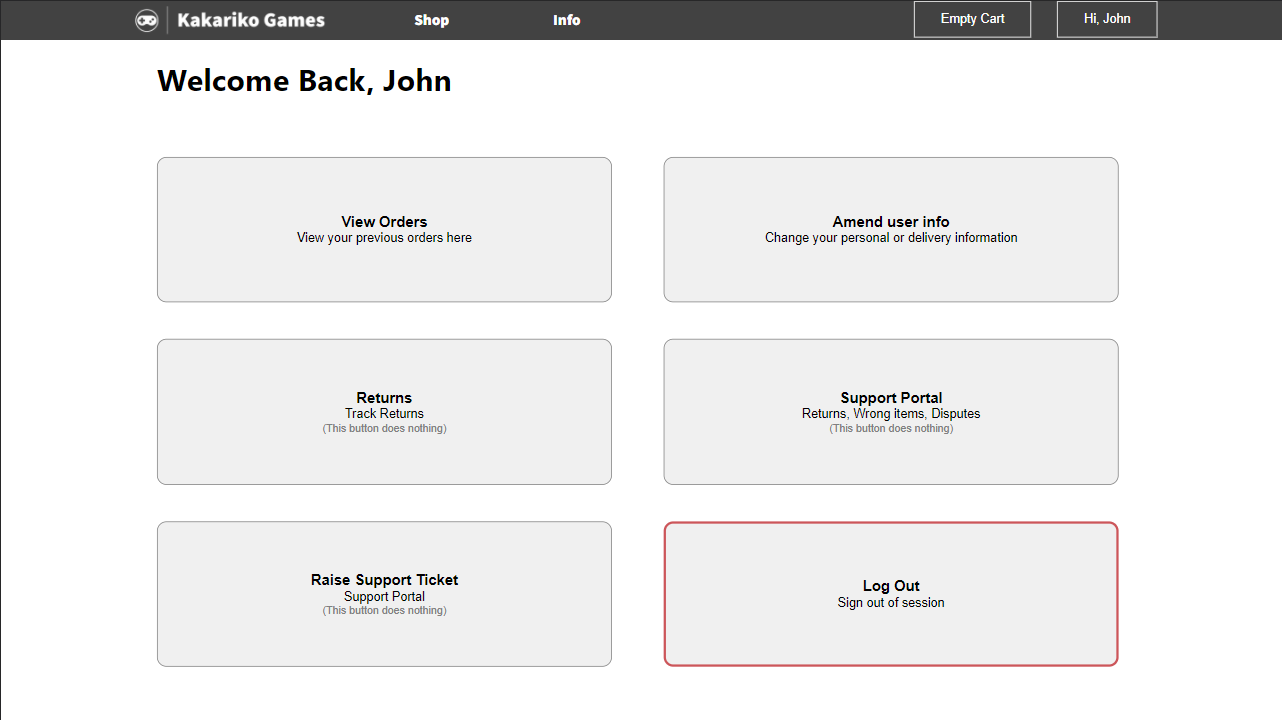 Kakariko Games Shop Info Empty Cart Hi, John
Welcome Back, John
View Orders
View your previous orders here
Amend user info
Change your personal or delivery information
Returns
Track Returns
(This button does nothing)
Support Portal
Returns, Wrong items, Disputes
(This button does nothing)
Raise Support Ticket
Support Portal
(This button does nothing)
Log Out
Sign out of session